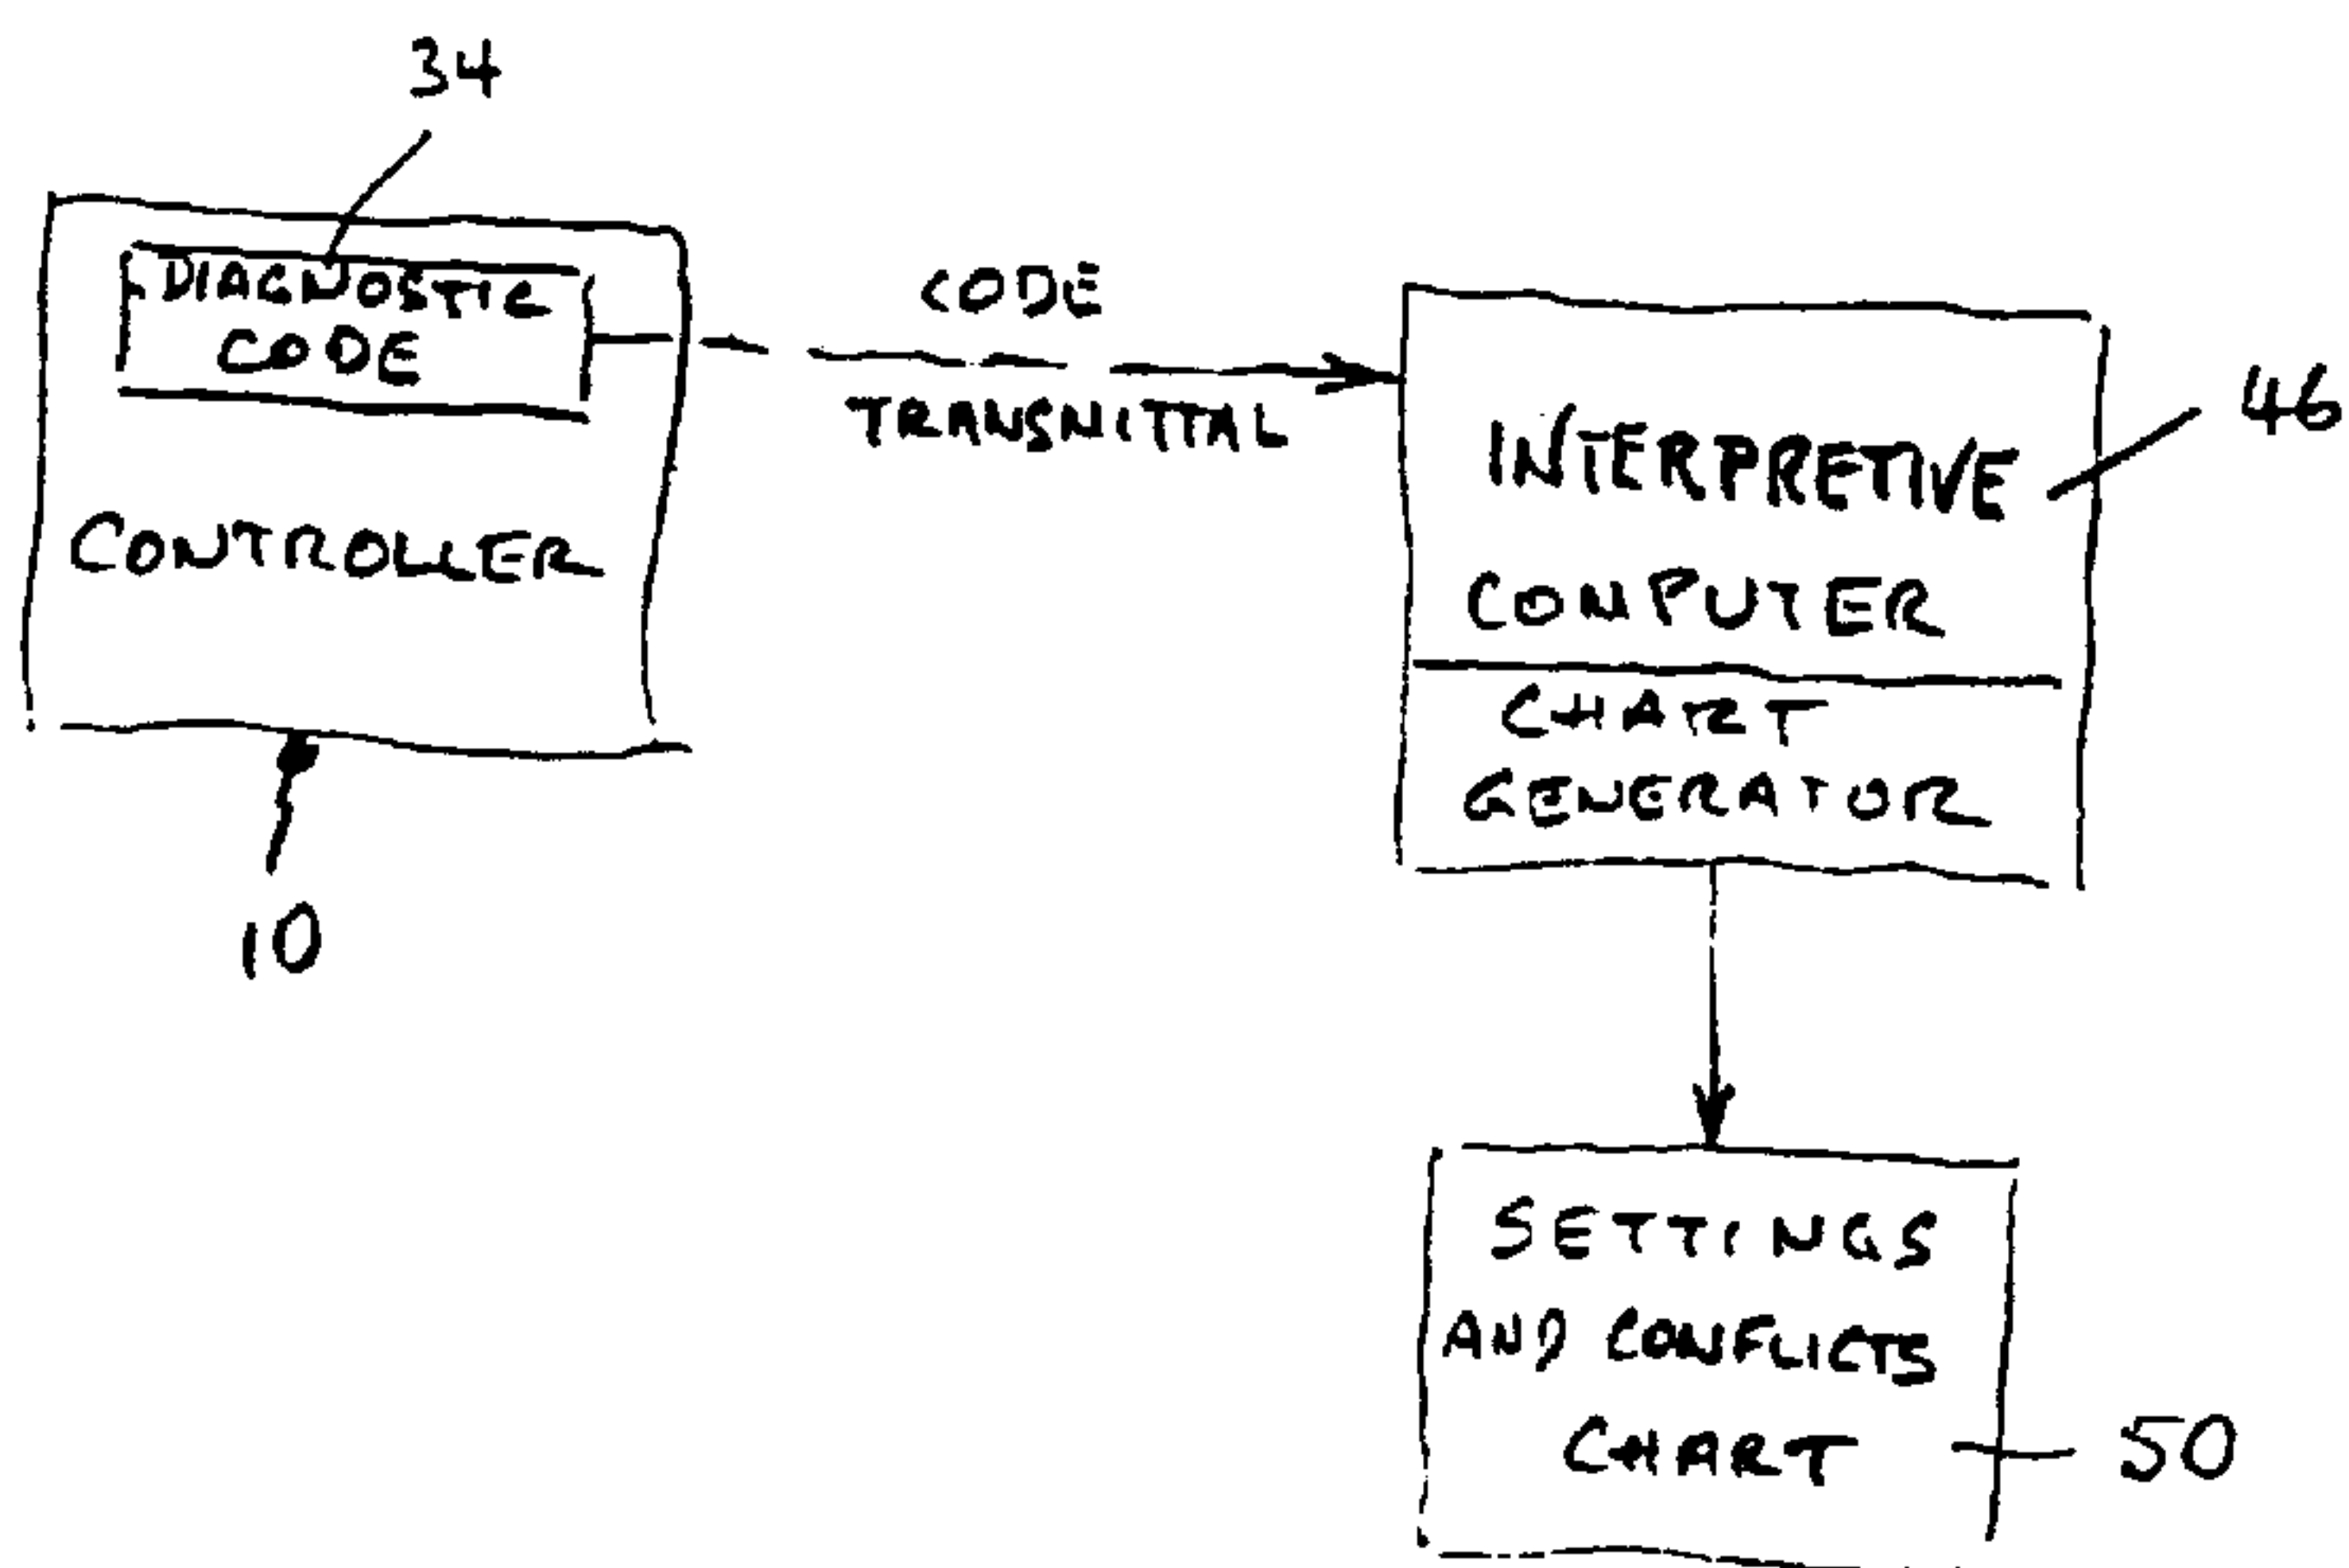 34
DIAGNOSTIC
CODE
CONTROLLER
10
CODE
TRANSMITTAL
INTERPRETIVE
COMPUTER
46
CHART
GENERATOR
SETTINGS
AND CONFLICTS
CHART
50